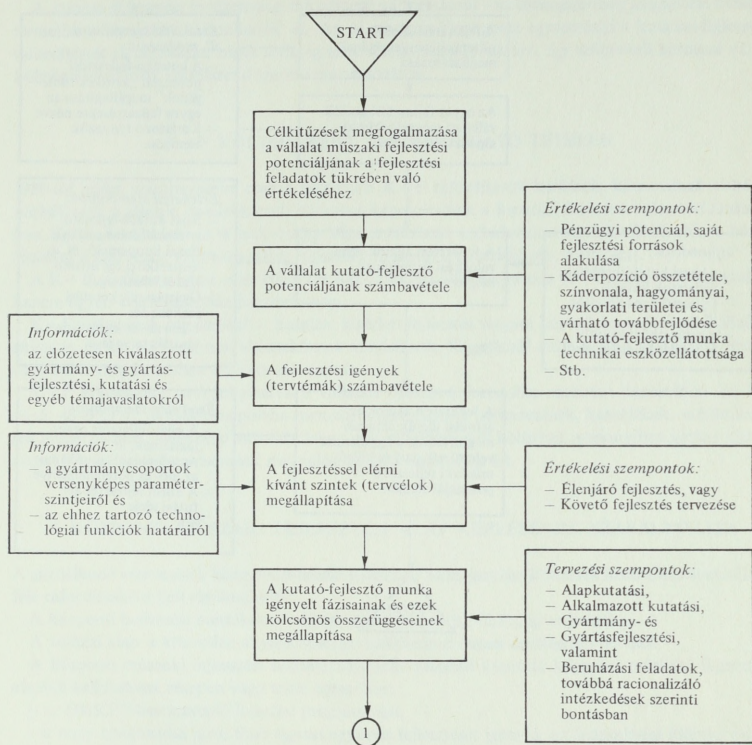 START
Célkitűzések megfogalmazása
a vállalat műszaki fejlesztési
potenciáljának a fejlesztési
feladatok tükrében való
értékeléséhez
Értékelési szempontok:
– Pénzügyi potenciál, saját
fejlesztési források
alakulása
– Káderpozíció összetétele,
színvonala, hagyományai,
gyakorlati területei és
várható továbbfejlődése
– A kutató-fejlesztő munka
technikai eszközellátottsága
– Stb.
A vállalat kutató-fejlesztő
potenciáljának számbavétele
Információk:
az előzetesen kiválasztott
gyártmány- és gyártás-
fejlesztési, kutatási és
egyéb témajavaslatokról
A fejlesztési igények
(tervtémák) számbavétele
Információk:
– a gyártmánycsoportok
versenyképes paraméter-
szintjeiről és
– az ehhez tartozó techno-
lógiai funkciók határairól
A fejlesztéssel elérni
kívánt szintek (tervcélok)
megállapítása
Értékelési szempontok:
– Élenjáró fejlesztés, vagy
– Követő fejlesztés tervezése
A kutató-fejlesztő munka
igényelt fázisainak és ezek
kölcsönös összefüggéseinek
megállapítása
Tervezési szempontok:
– Alapkutatási,
– Alkalmazott kutatási,
– Gyártmány- és
– Gyártásfejlesztési,
valamint
– Beruházási feladatok,
továbbá racionalizáló
intézkedések szerinti
bontásban
1